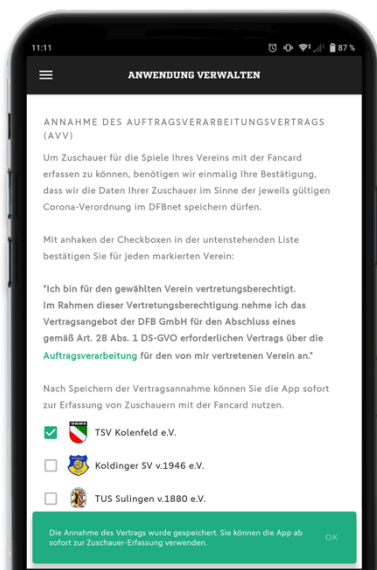 11:11
87 %
ANWENDUNG VERWALTEN
ANNAHME DES AUFTRAGSVERARBEITUNGSVERTRAGS
(AVV)
Um Zuschauer für die Spiele Ihres Vereins mit der Fancard
erfassen zu können, benötigen wir einmalig Ihre Bestätigung,
dass wir die Daten Ihrer Zuschauer im Sinne der jeweils gültigen
Corona-Verordnung im DFBnet speichern dürfen.
Mit anhaken der Checkboxen in der untenstehenden Liste
bestätigen Sie für jeden markierten Verein:
"Ich bin für den gewählten Verein vertretungsberechtigt.
Im Rahmen dieser Vertretungsberechtigung nehme ich das
Vertragsangebot der DFB GmbH für den Abschluss eines
gemäß Art. 28 Abs. 1 DS-GVO erforderlichen Vertrags über die
Auftragsverarbeitung für den von mir vertretenen Verein an."
Nach Speichern der Vertragsannahme können Sie die App sofort
zur Erfassung von Zuschauern mit der Fancard nutzen.
TSV Kolenfeld e.V.
Koldinger SV v.1946 e.V.
TUS Sulingen v.1880 e.V.
Die Annahme des Vertrags wurde gespeichert. Sie können die App ab
sofort zur Zuschauer-Erfassung verwenden.
OK